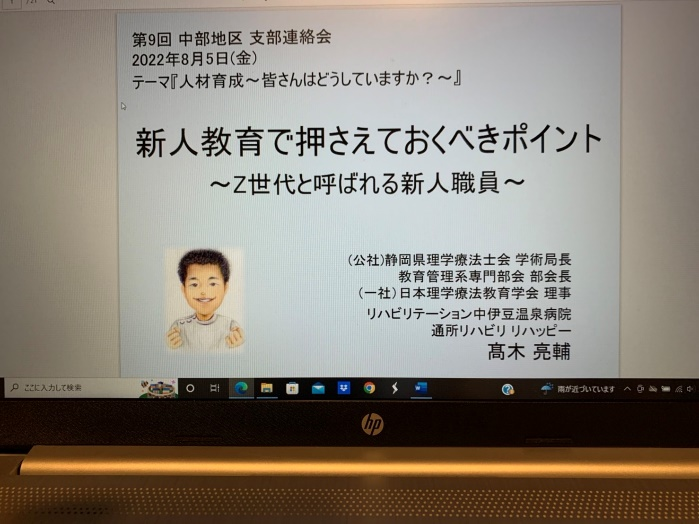 第9回 中部地区 支部連絡会
2022年8月5日(金)
テーマ『人材育成～皆さんはどうしていますか？～』
新人教育で押さえておくべきポイント
～Z世代と呼ばれる新人職員～
(公社)静岡県理学療法士会 学術局長
教育管理系専門部会 部会長
(一社)日本理学療法教育学会 理事
リハビリテーション中伊豆温泉病院
通所リハビリ リハッピー
髙木 亮輔
ここに入力して検索
雨が近づいています
hp